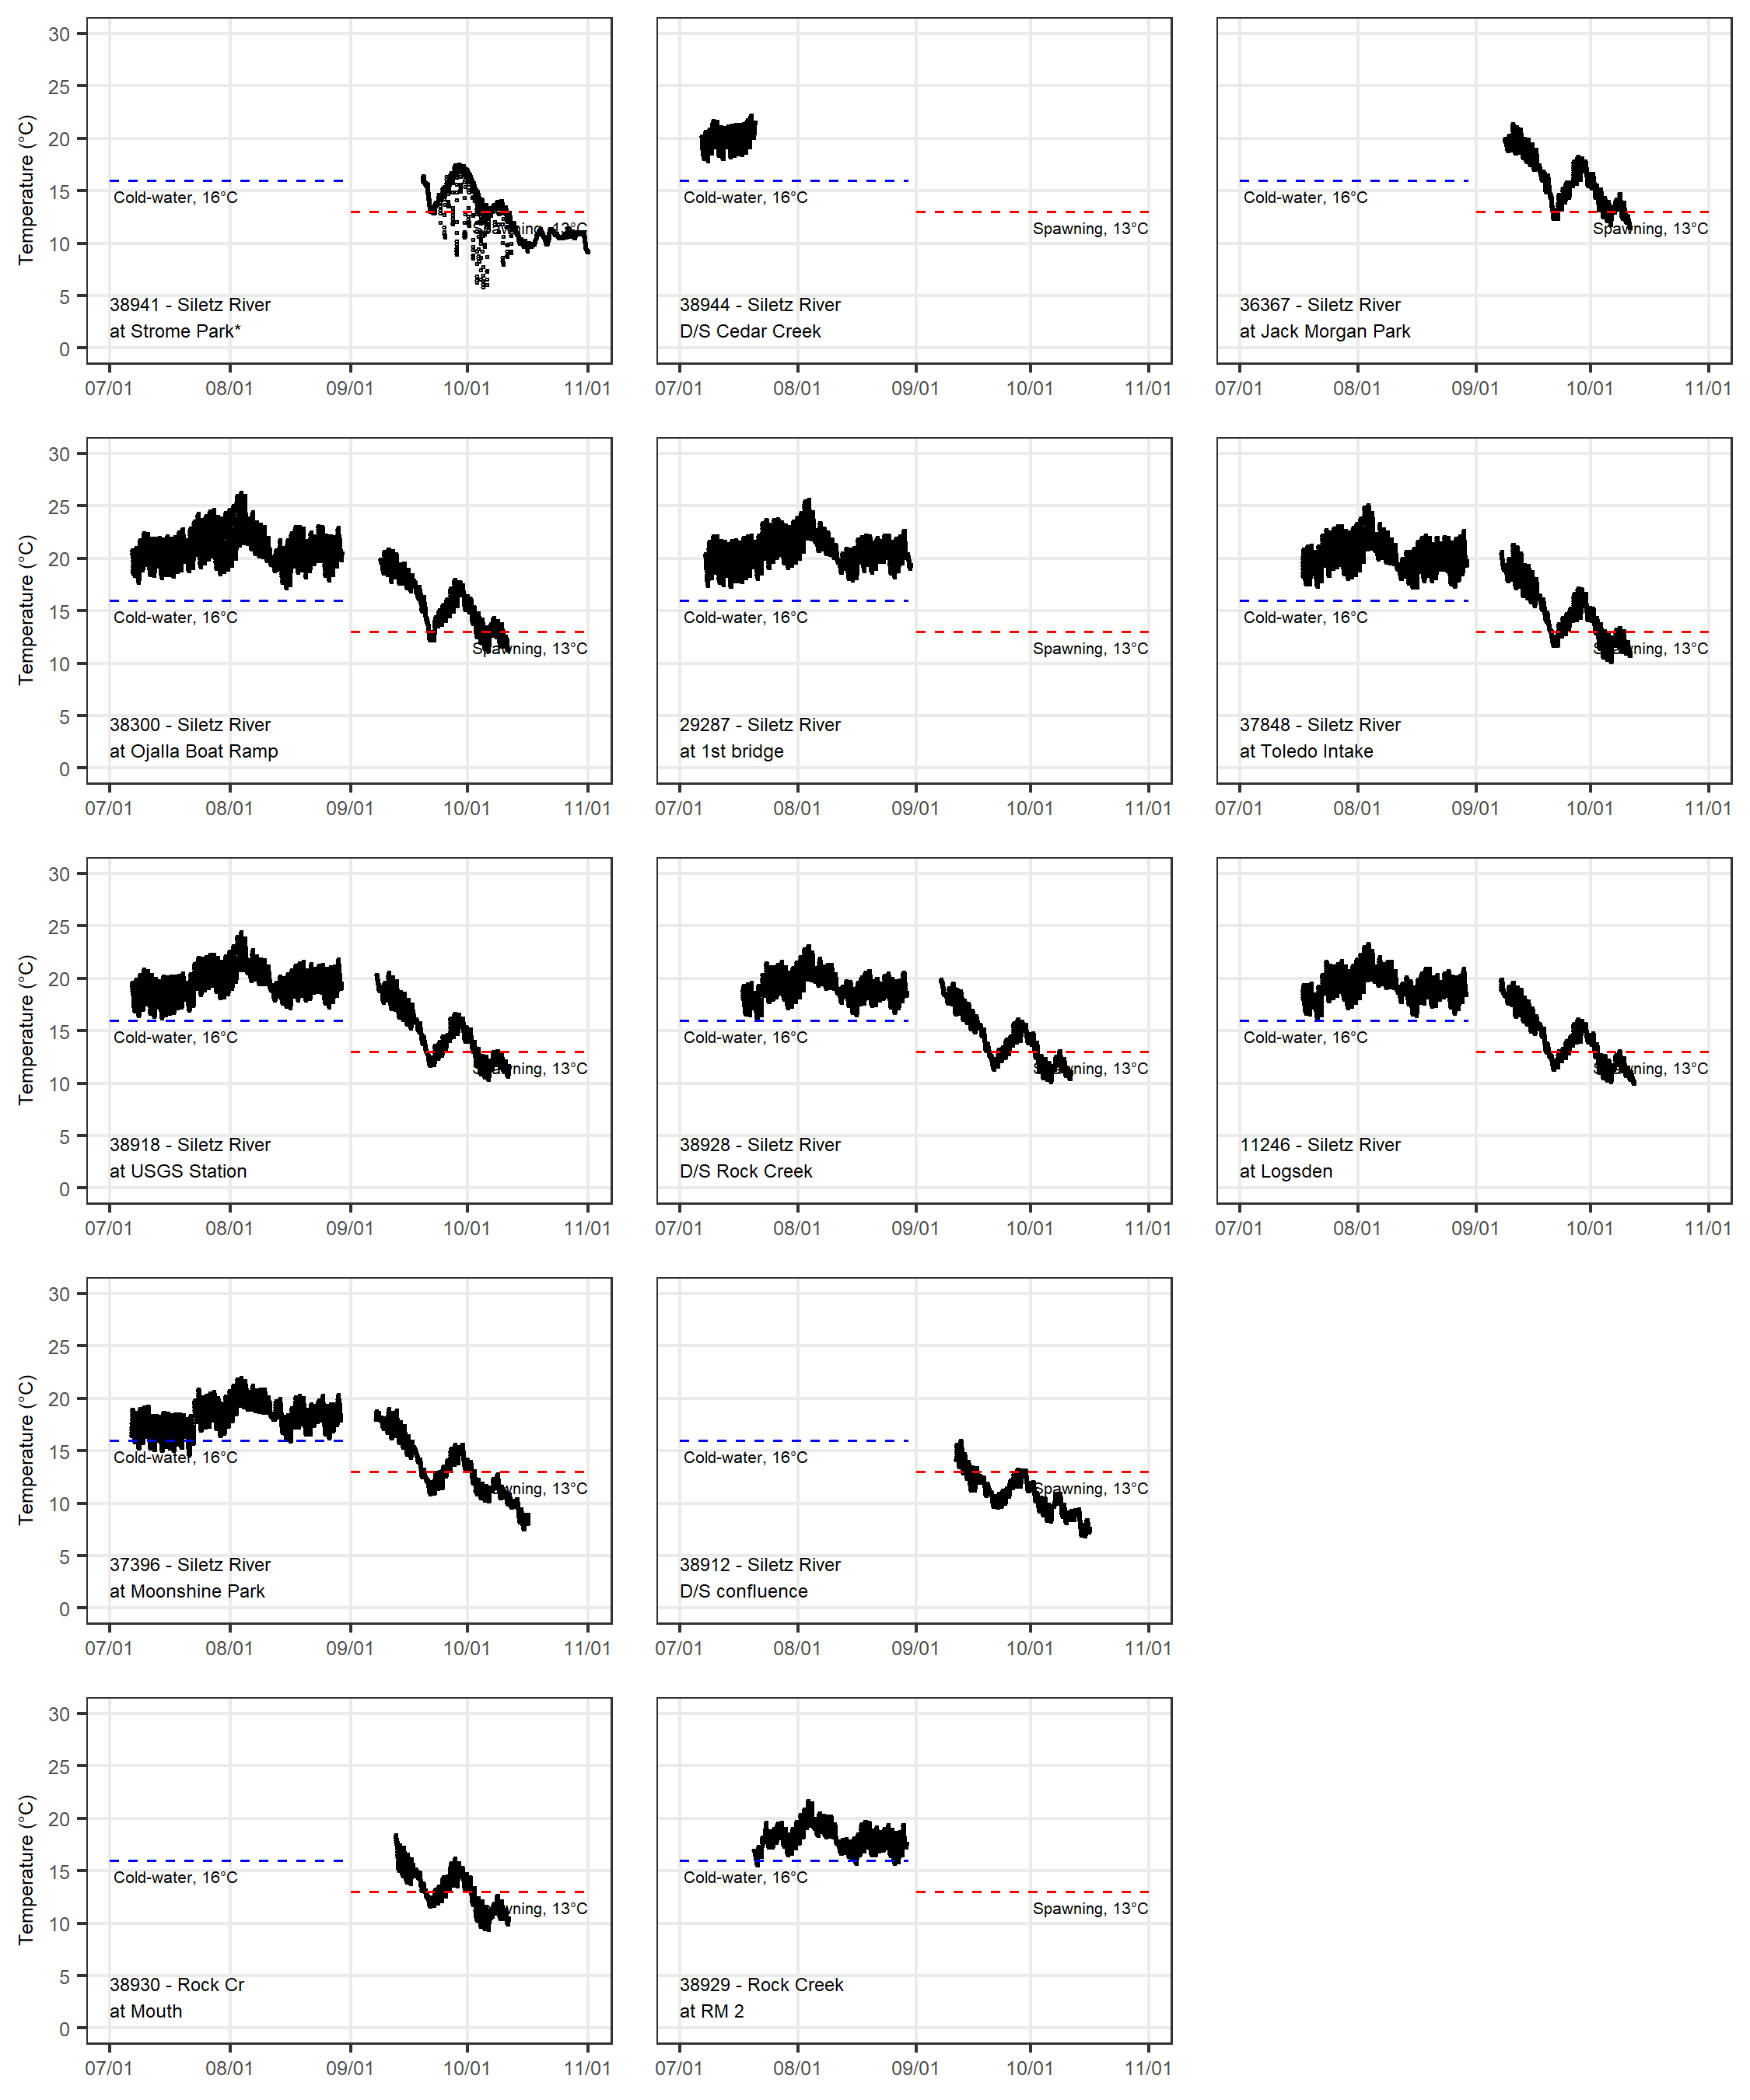 Temperature (°C)
30
25
20
15
10
5
0
Cold-water, 16°C
Spawning, 13°C
38941 - Siletz River
at Strome Park*
07/01 08/01 09/01 10/01 11/01
Cold-water, 16°C
Spawning, 13°C
38944 - Siletz River
D/S Cedar Creek
07/01 08/01 09/01 10/01 11/01
Cold-water, 16°C
Spawning, 13°C
36367 - Siletz River
at Jack Morgan Park
07/01 08/01 09/01 10/01 11/01
Temperature (°C)
30
25
20
15
10
5
0
Cold-water, 16°C
Spawning, 13°C
38300 - Siletz River
at Ojalla Boat Ramp
07/01 08/01 09/01 10/01 11/01
Cold-water, 16°C
Spawning, 13°C
29287 - Siletz River
at 1st bridge
07/01 08/01 09/01 10/01 11/01
Cold-water, 16°C
Spawning, 13°C
37848 - Siletz River
at Toledo Intake
07/01 08/01 09/01 10/01 11/01
Temperature (°C)
30
25
20
15
10
5
0
Cold-water, 16°C
Spawning, 13°C
38918 - Siletz River
at USGS Station
07/01 08/01 09/01 10/01 11/01
Cold-water, 16°C
Spawning, 13°C
38928 - Siletz River
D/S Rock Creek
07/01 08/01 09/01 10/01 11/01
Cold-water, 16°C
Spawning, 13°C
11246 - Siletz River
at Logsden
07/01 08/01 09/01 10/01 11/01
Temperature (°C)
30
25
20
15
10
5
0
Cold-water, 16°C
Spawning, 13°C
37396 - Siletz River
at Moonshine Park
07/01 08/01 09/01 10/01 11/01
Cold-water, 16°C
Spawning, 13°C
38912 - Siletz River
D/S confluence
07/01 08/01 09/01 10/01 11/01
Temperature (°C)
30
25
20
15
10
5
0
Cold-water, 16°C
Spawning, 13°C
38930 - Rock Cr
at Mouth
07/01 08/01 09/01 10/01 11/01
Cold-water, 16°C
Spawning, 13°C
38929 - Rock Creek
at RM 2
07/01 08/01 09/01 10/01 11/01